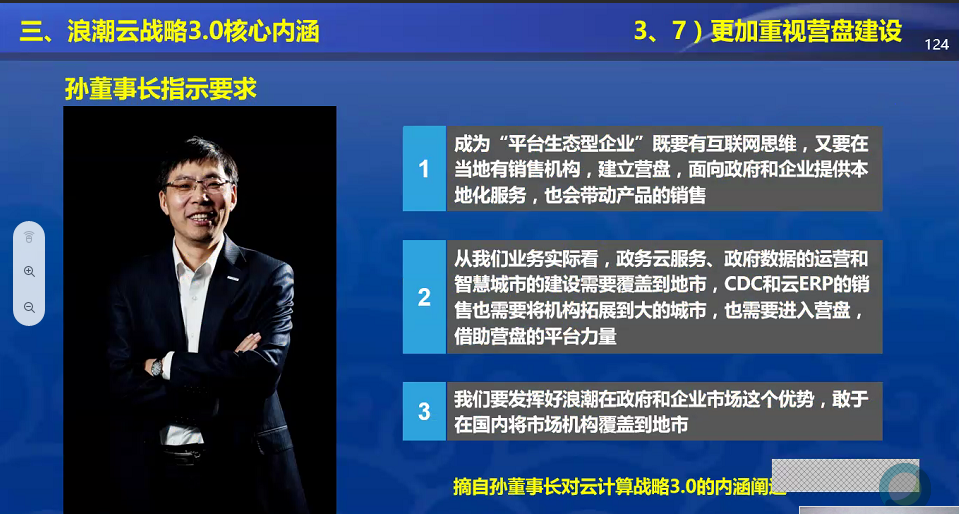 三、浪潮云战略3.0核心内涵
3、7）更加重视营盘建设
124
孙董事长指示要求
1
成为“平台生态型企业”既要有互联网思维，又要在
当地有销售机构，建立营盘，面向政府和企业提供本
地化服务，也会带动产品的销售
2
从我们业务实际看，政务云服务、政府数据的运营和
智慧城市的建设需要覆盖到地市，CDC和云ERP的销
售也需要将机构拓展到大的城市，也需要进入营盘，
借助营盘的平台力量
3
我们要发挥好浪潮在政府和企业市场这个优势，敢于
在国内将市场机构覆盖到地市
摘自孙董事长对云计算战略3.0的内涵阐